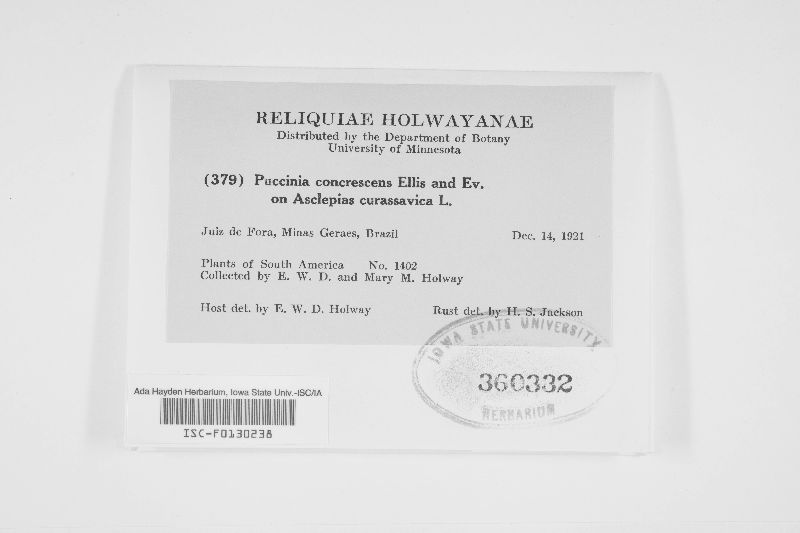 RELIQUIAE HOLWAYANAE
Distributed by the Department of Botany
University of Minnesota
(379) Puccinia concrescens Ellis and Ev.
on Asclepias curassavica L.
Juiz de Fora, Minas Geraes, Brazil Dec. 14, 1921
Plants of South America No. 1402
Collected by E. W. D. and Mary M. Holway
Host det. by E. W. D. Holway Rust det. by H. S. Jackson
IOWA STATE UNIVERSITY
360332
HERBARIUM
Ada Hayden Herbarium, Iowa State Univ.-ISC/IA
ISC-F0130238